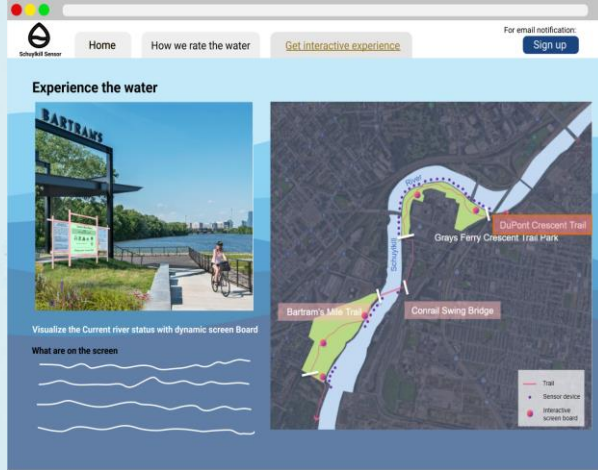 For email notification:
Schuylkill Sensor
Home
How we rate the water
Get interactive experience
Sign up
Experience the water
BARTRAM'S
Visualize the Current river status with dynamic screen Board
What are on the screen
River
Schuylkill
DuPont Crescent Trail
Grays Ferry Crescent Trail Park
Bartram's Mile Trail
Conrail Swing Bridge
Trail
Sensor device
Interactive
screen board